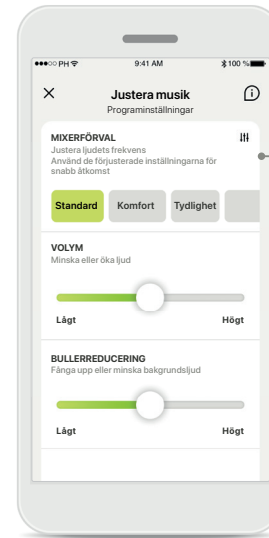 PH 9:41 AM 100 %
Justera musik
Programinställningar
MIXERFÖRVAL
Justera ljudets frekvens
Använd de förjusterade inställningarna för
snabb åtkomst
Standard Komfort Tydlighet
VOLYM
Minska eller öka ljud
Lågt Högt
BULLERREDUCERING
Fånga upp eller minska bakgrundsljud
Lågt Högt